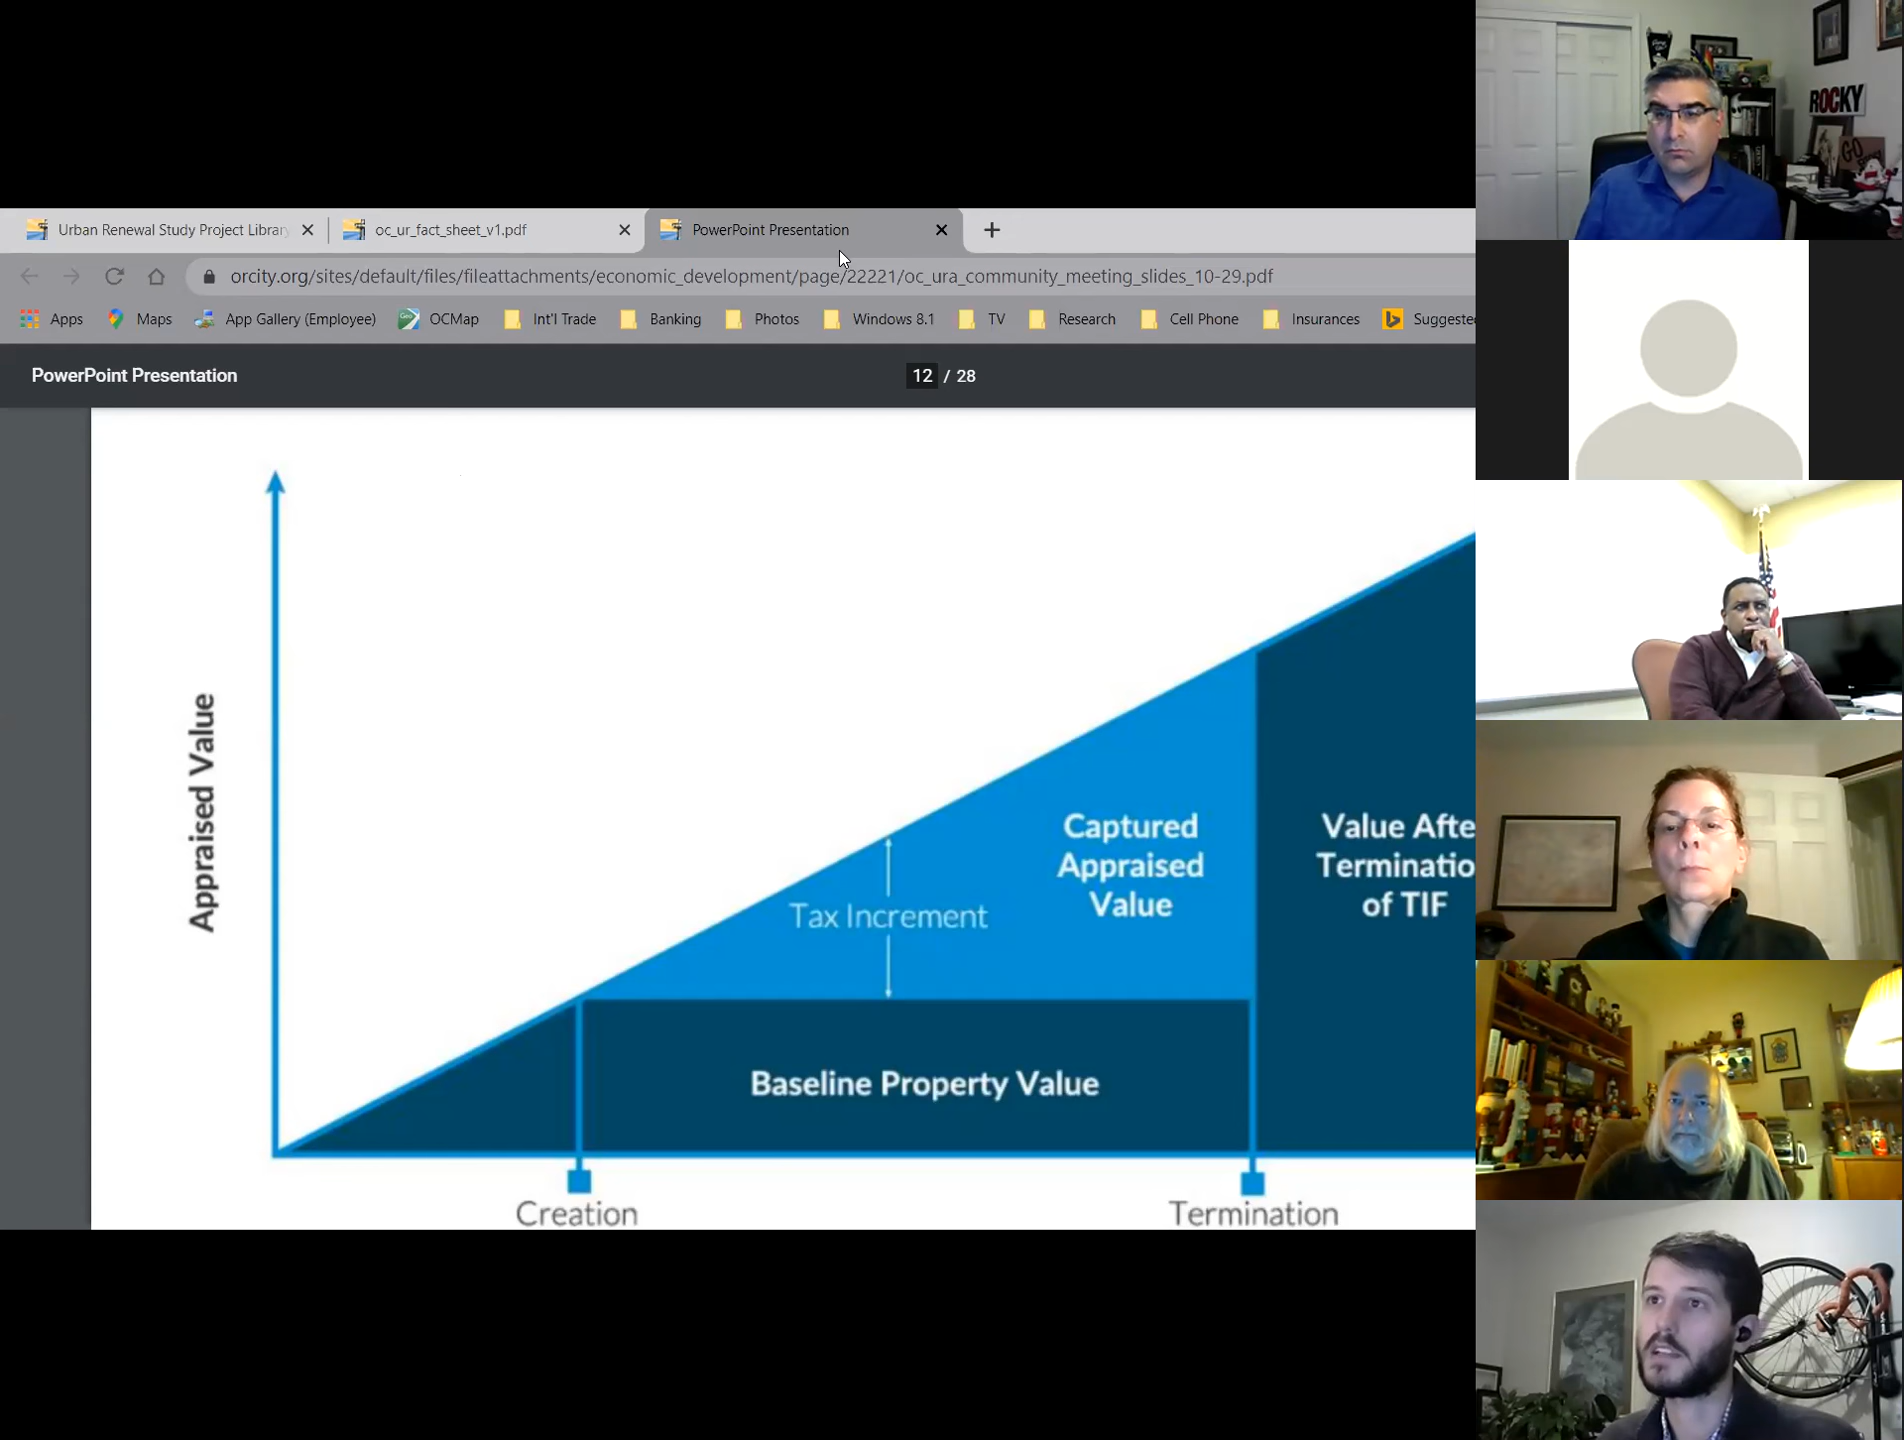 Urban Renewal Study Project Librar
oc_ur_fact_sheet_v1.pdf
PowerPoint Presentation
orcity.org/sites/default/files/fileattachments/economic_development/page/22221/oc_ura_community_meeting_slides_10-29.pdf
Apps
Maps
App Gallery (Employee)
OCMap
Int'l Trade
Banking
Photos
Windows 8.1
TV
Research
Cell Phone
Insurances
Suggeste
PowerPoint Presentation
12 / 28
Appraised Value
Captured
Appraised
Value
Value Afte
Terminatio
of TIF
Tax Increment
Baseline Property Value
Creation
Termination
ROCKY
GO